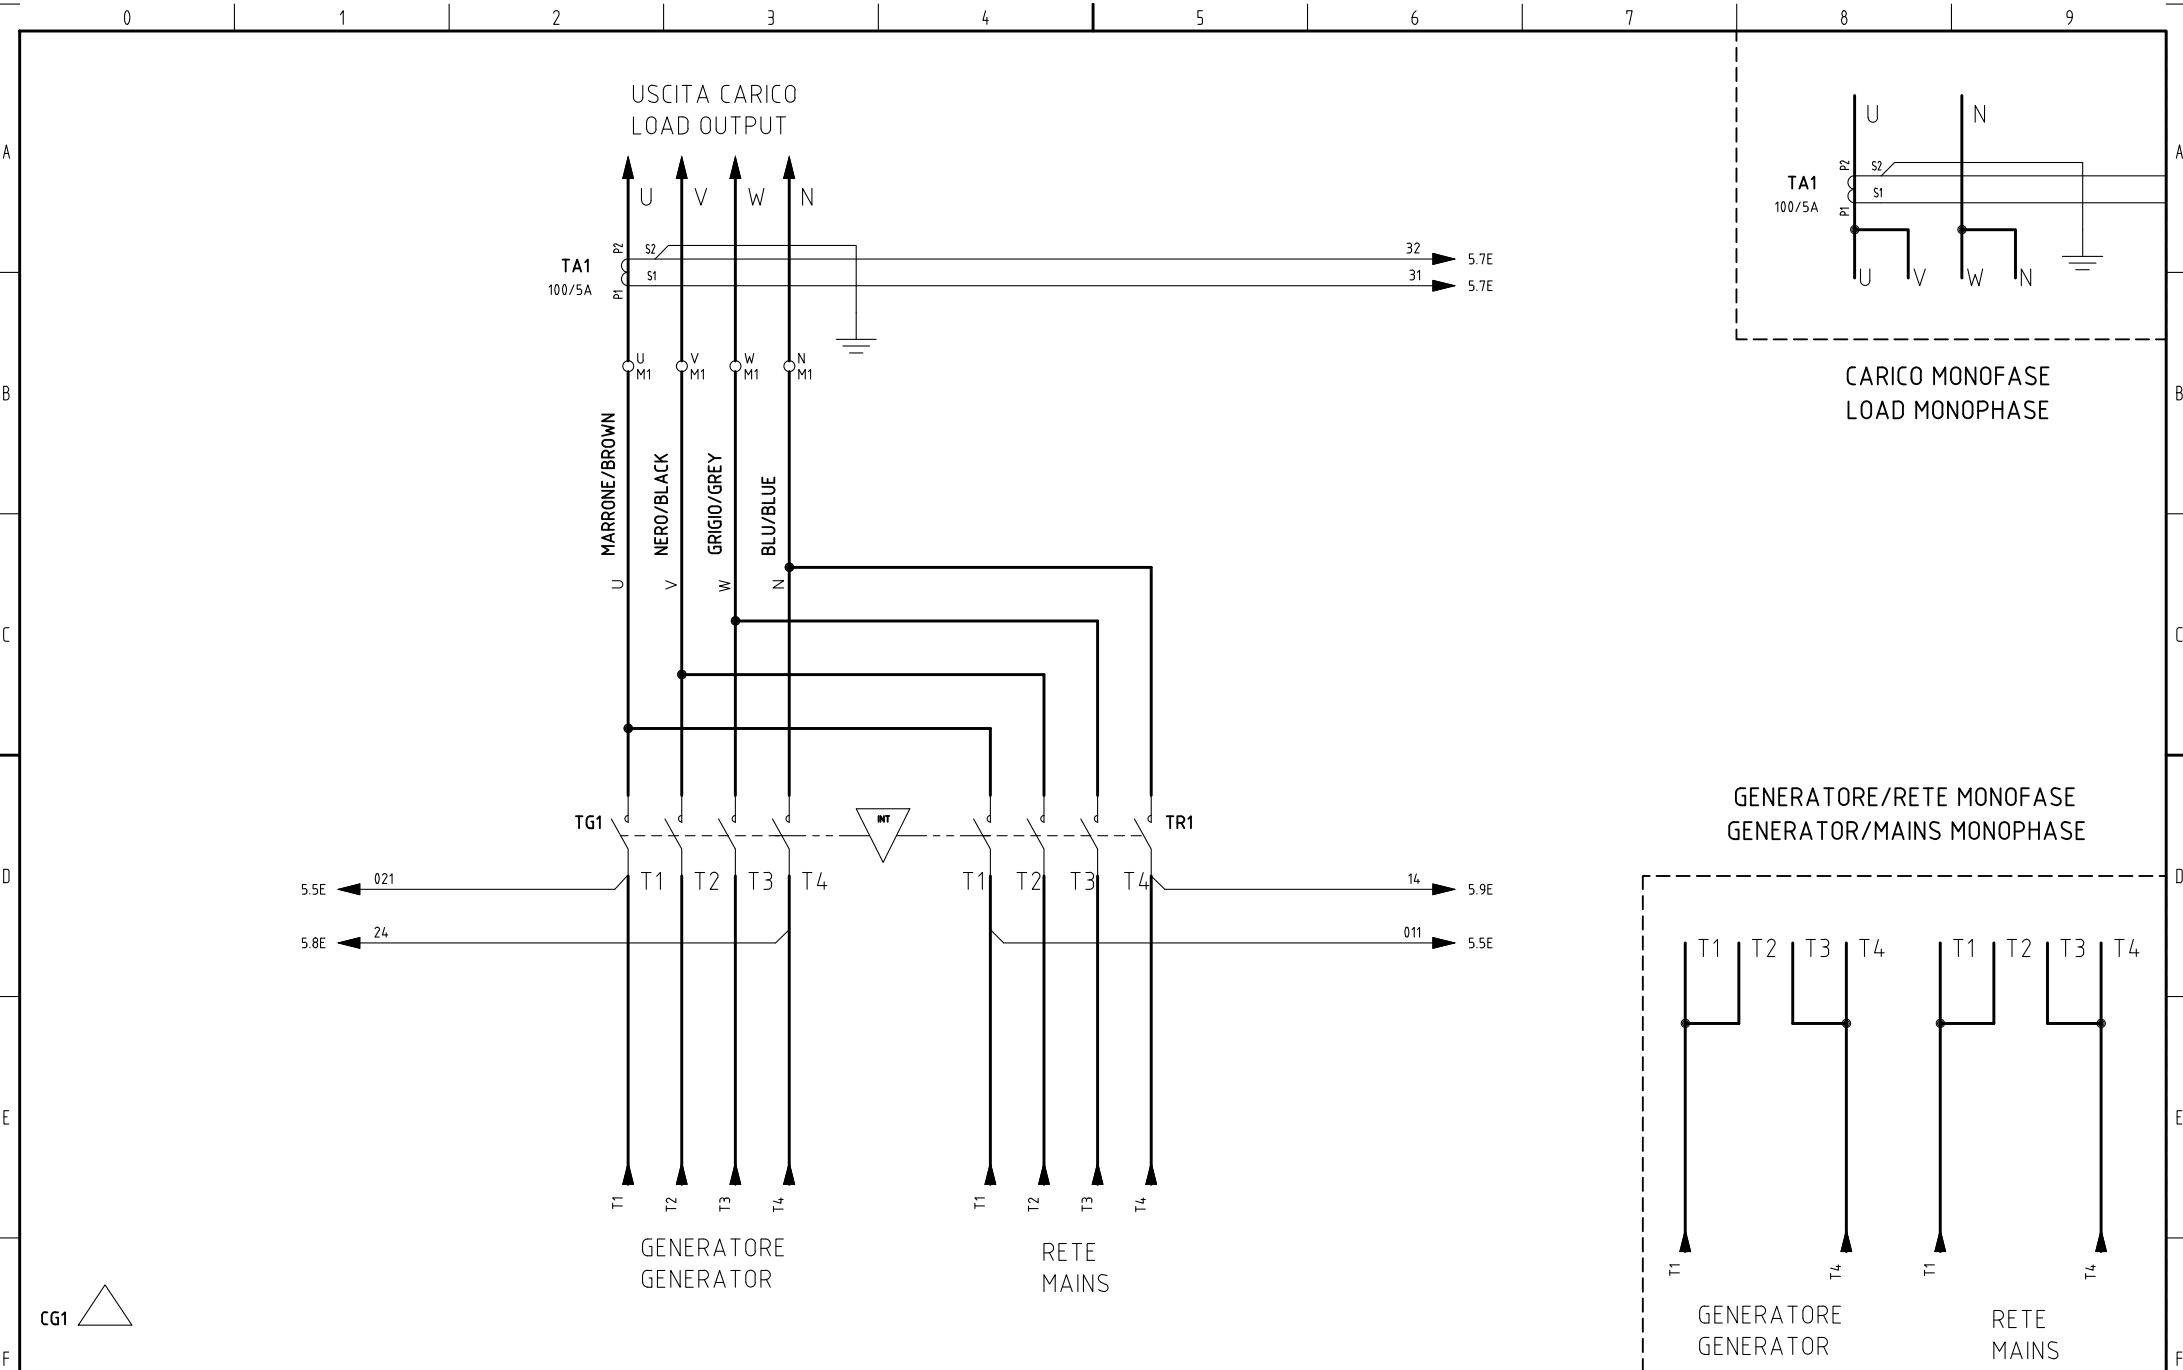 0 1 2 3 4 5 6 7 8 9
USCITA CARICO
LOAD OUTPUT
U N
A A
U V W N
P2 S2
TA1
100/5A
P1 S1
32 5.7E
31 5.7E
P2 S2
TA1
100/5A
P1 S1
U V W N
U V W N
M1 M1 M1 M1
CARICO MONOFASE
LOAD MONOPHASE
B B
MARRONE/BROWN
NERO/BLACK
GRIGIO/GREY
BLU/BLUE
U V W N
C C
GENERATORE/RETE MONOFASE
GENERATOR/MAINS MONOPHASE
TG1 INT TR1
D D
T1 T2 T3 T4 T1 T2 T3 T4
5.5E 021 14 5.9E
5.8E 24 011 5.5E
T1 T2 T3 T4 T1 T2 T3 T4
E E
T1 T2 T3 T4 T1 T2 T3 T4
GENERATORE
GENERATOR
RETE
MAINS
T1 T4 T1 T4
GENERATORE
GENERATOR
RETE
MAINS
CG1
F F